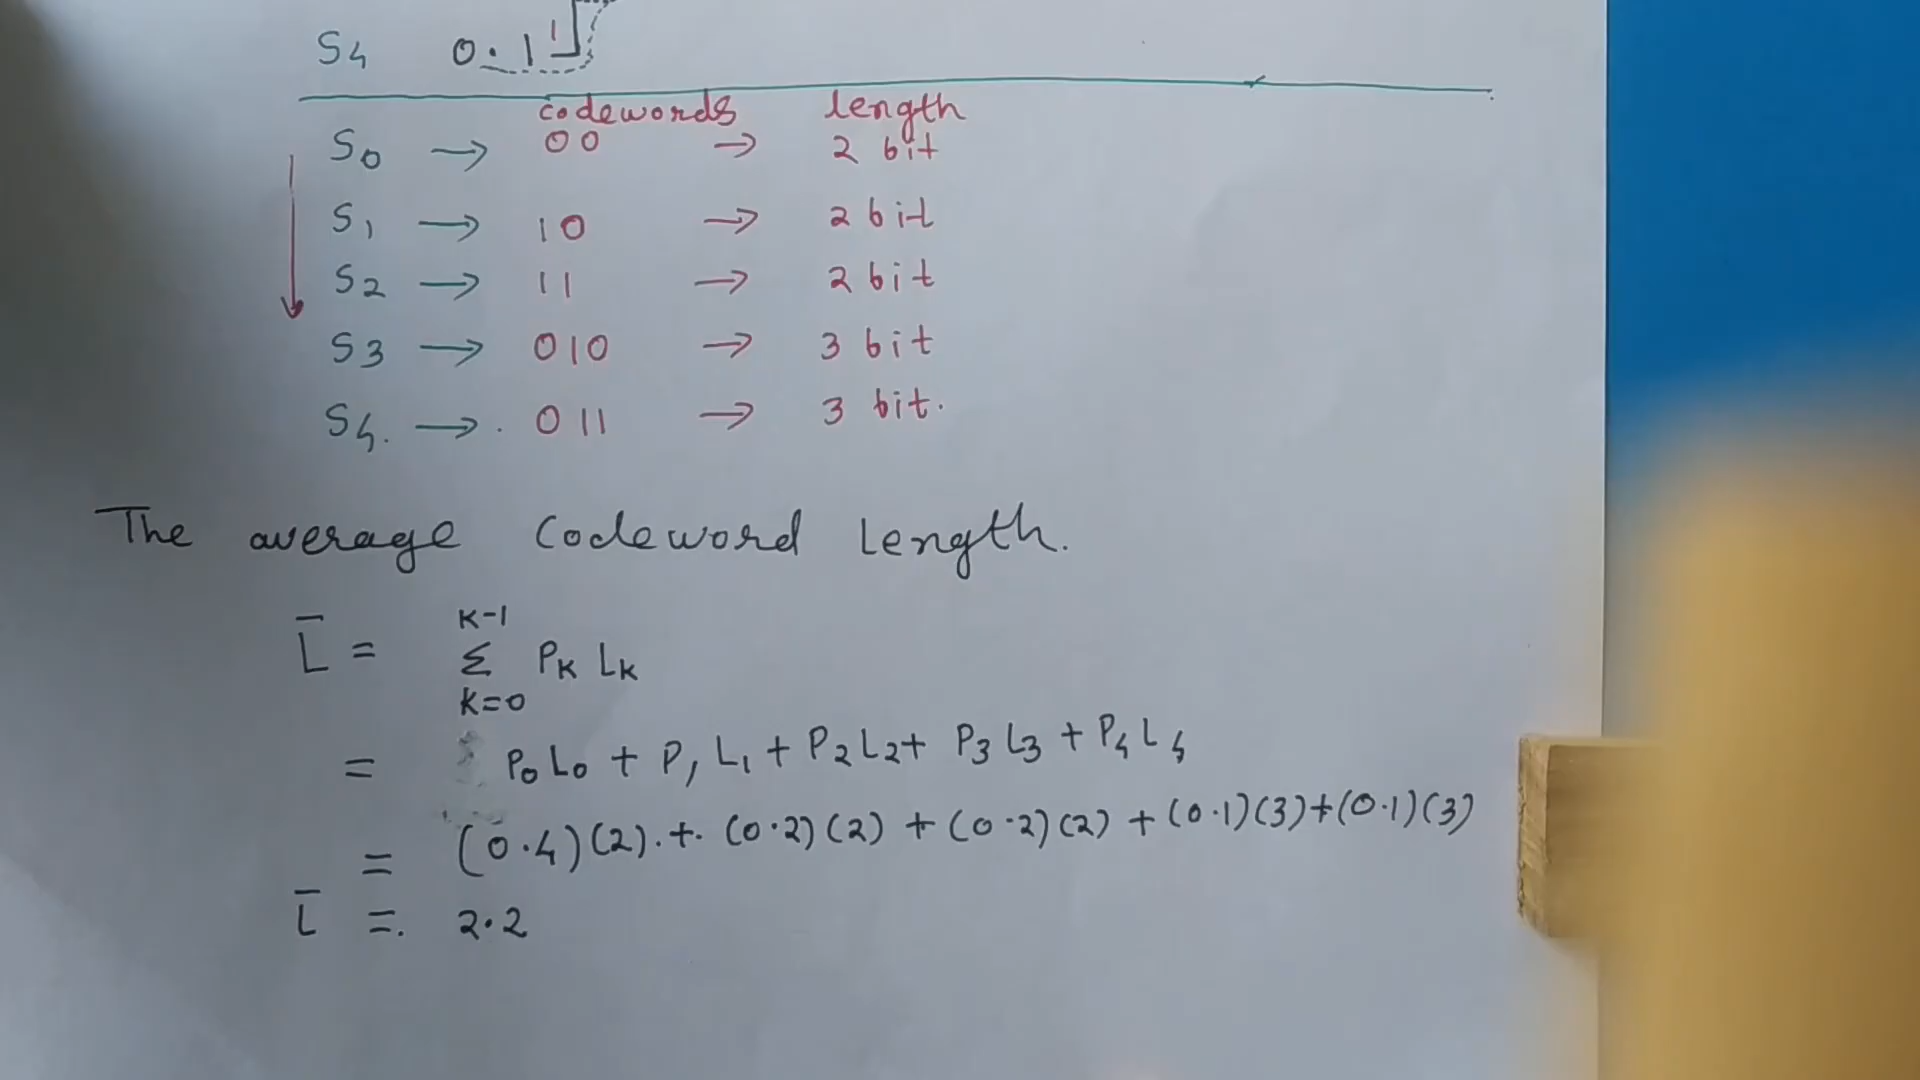 S4 0.1 1
codewords length
S0 → 00 → 2 bit
S1 → 10 → 2 bit
S2 → 11 → 2 bit
S3 → 010 → 3 bit
S4. → . 011 → 3 bit.
The average Codeword Length.
K-1
L̄ = Σ PK LK
K=0
= P0 L0 + P1 L1 + P2 L2 + P3 L3 + P4 L4
= (0.4)(2).+. (0.2)(2) + (0.2)(2) + (0.1)(3)+(0.1)(3)
L̄ =. 2.2